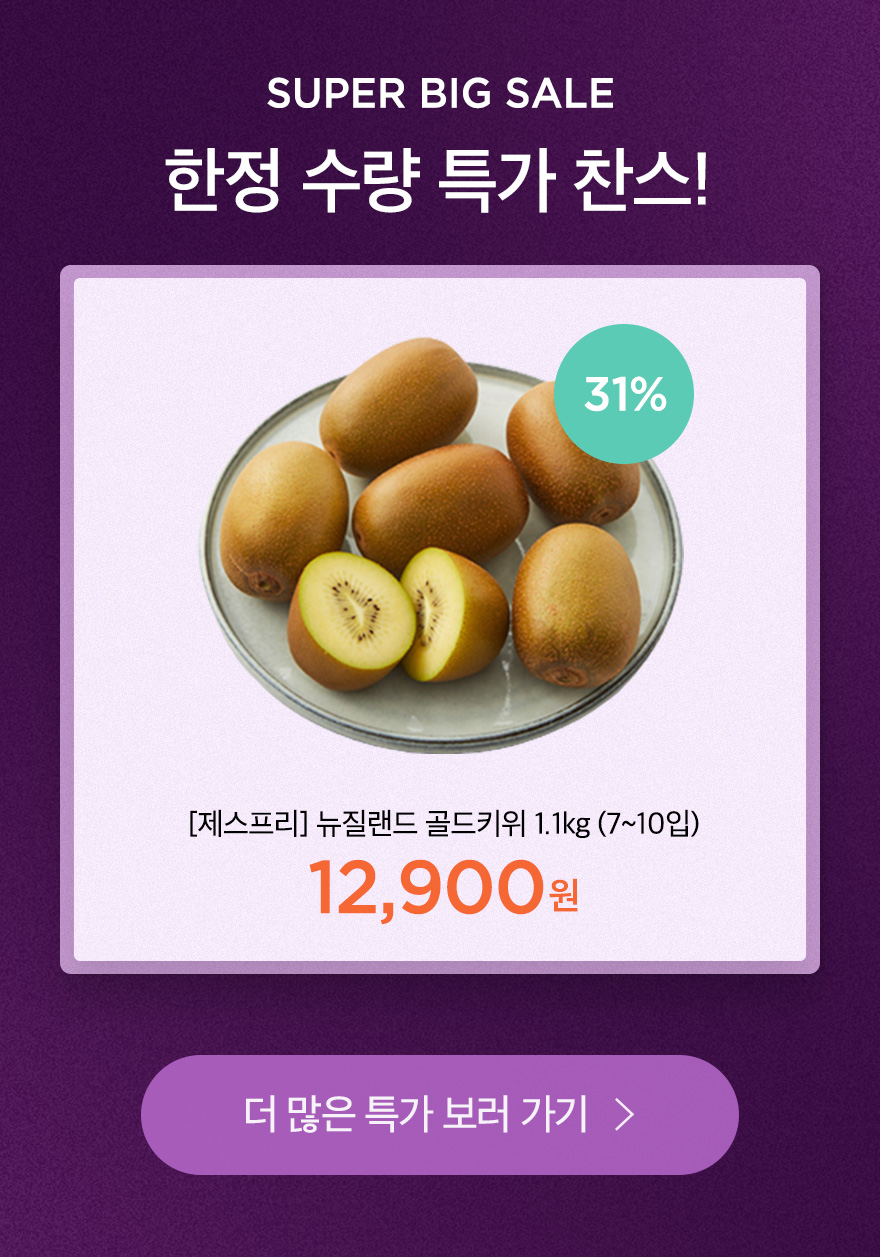 SUPER BIG SALE
한정 수량 특가 찬스!
31%
[제스프리] 뉴질랜드 골드키위 1.1kg (7~10입)
12,900원
더 많은 특가 보러 가기 >